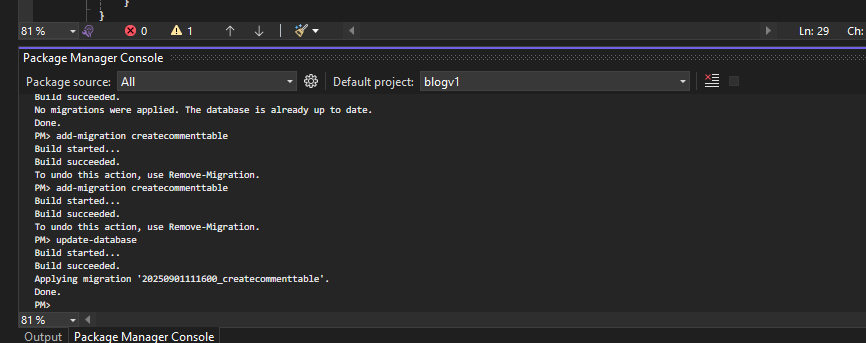 }
}
81 %
0
1
Ln: 29
Ch:
Package Manager Console
Package source: All
Default project: blogv1
Build succeeded.
No migrations were applied. The database is already up to date.
Done.
PM> add-migration createcommenttable
Build started...
Build succeeded.
To undo this action, use Remove-Migration.
PM> add-migration createcommenttable
Build started...
Build succeeded.
To undo this action, use Remove-Migration.
PM> update-database
Build started...
Build succeeded.
Applying migration '20250901111600_createcommenttable'.
Done.
PM>
81 %
Output
Package Manager Console